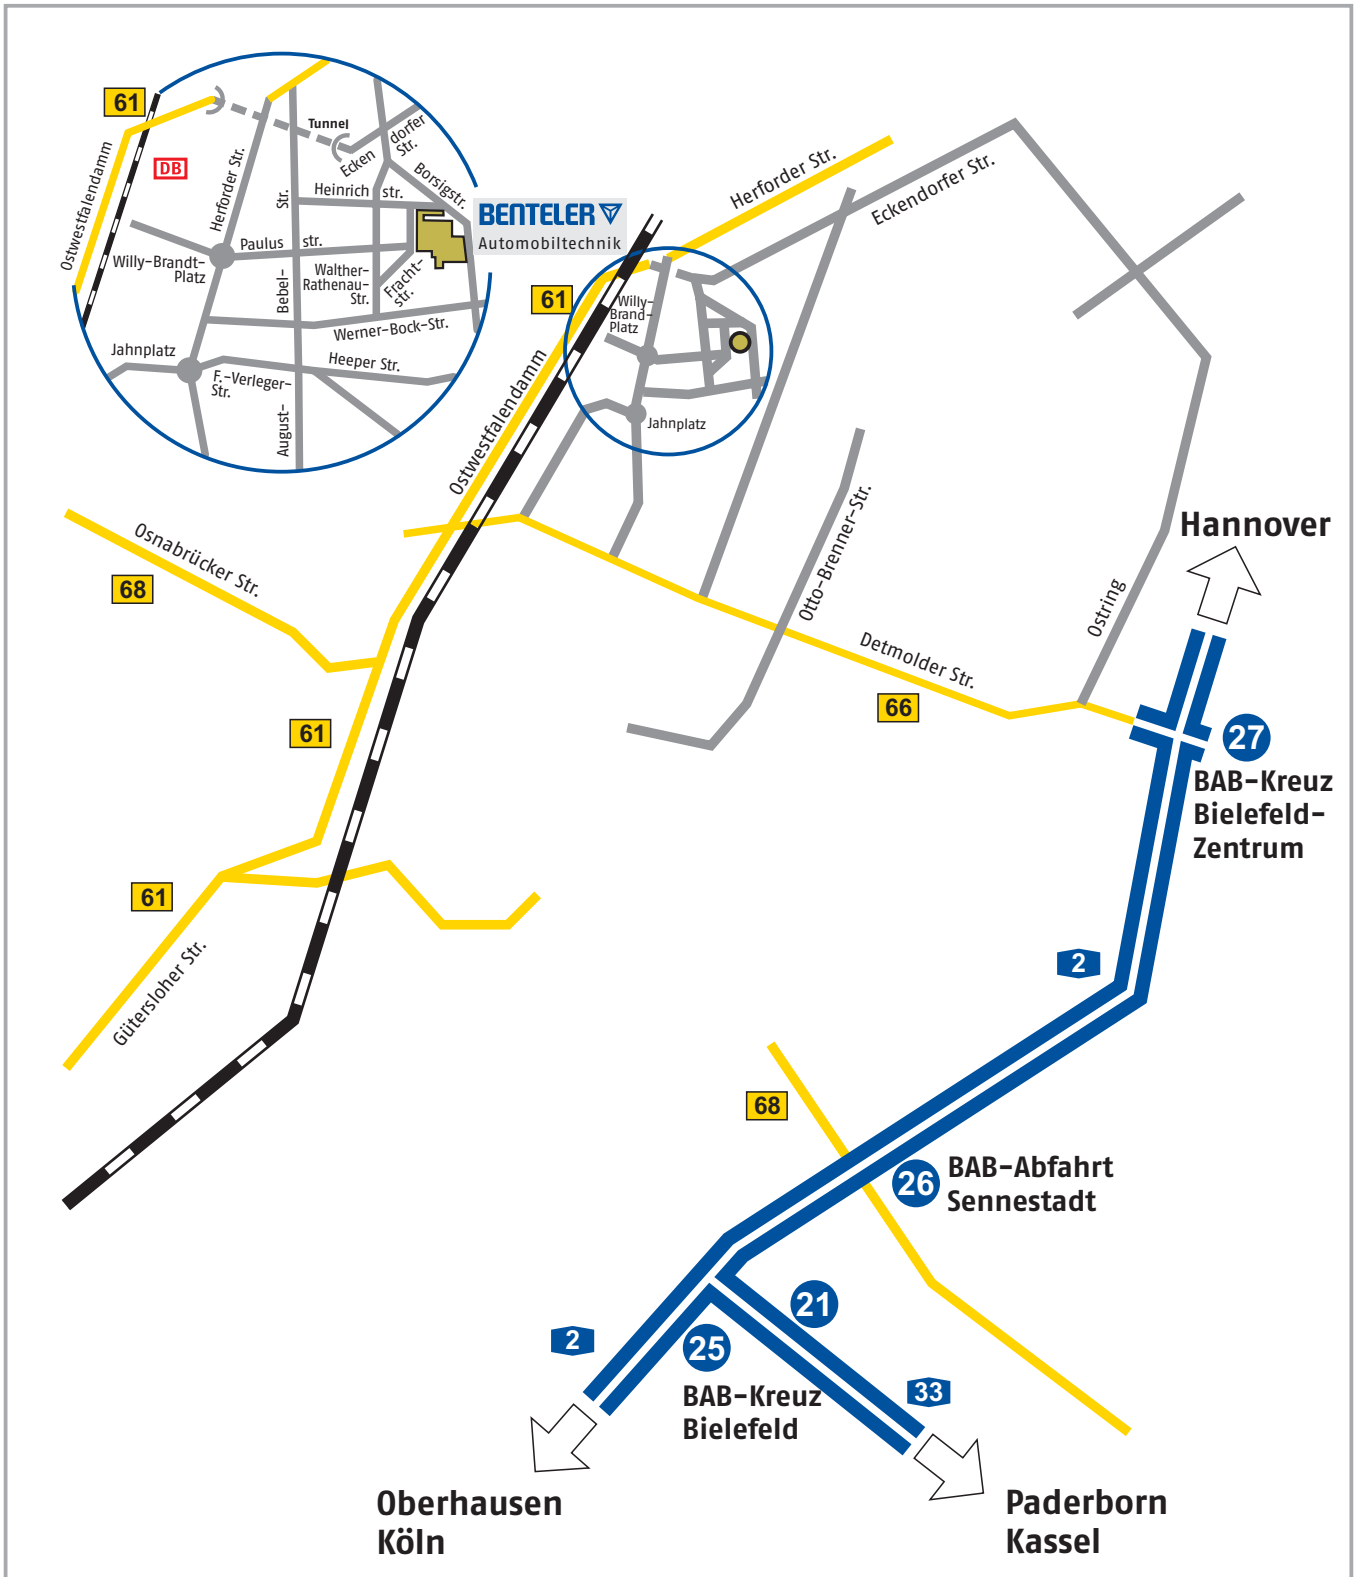 61
Ostwestfalendamm
DB
Herforder Str.
Tunnel
Ecken
dorfer
Str.
Borsigstr.
Heinrich str.
Str.
Paulus str.
Willy-Brandt-
Platz
Walther-
Rathenau-
Str.
Fracht-
str.
Bebel-
Werner-Bock-Str.
Jahnplatz
F.-Verleger-
Str.
Heeper Str.
August-
BENTELER
Automobiltechnik
Herforder Str.
Eckendorfer Str.
61
Willy-
Brand-
Platz
Jahnplatz
Ostwestfalendamm
Osnabrücker Str.
68
Otto-Brenner-Str.
Hannover
Ostring
Detmolder Str.
66
61
27
BAB-Kreuz
Bielefeld-
Zentrum
61
Gütersloher Str.
2
68
26
BAB-Abfahrt
Sennestadt
21
2
25
BAB-Kreuz
Bielefeld
33
Oberhausen
Köln
Paderborn
Kassel